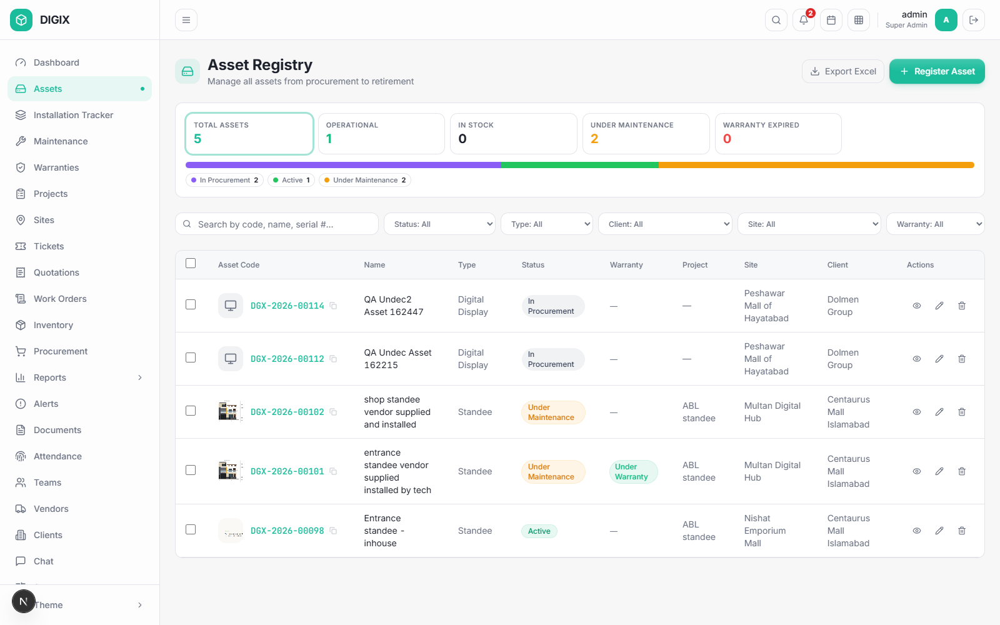 DIGIX
2
admin
Super Admin
A
Dashboard
Assets
Installation Tracker
Maintenance
Warranties
Projects
Sites
Tickets
Quotations
Work Orders
Inventory
Procurement
Reports
Alerts
Documents
Attendance
Teams
Vendors
Clients
Chat
N
Theme
Asset Registry
Manage all assets from procurement to retirement
Export Excel
Register Asset
TOTAL ASSETS
5
OPERATIONAL
1
IN STOCK
0
UNDER MAINTENANCE
2
WARRANTY EXPIRED
0
In Procurement 2
Active 1
Under Maintenance 2
Search by code, name, serial #...
Status: All
Type: All
Client: All
Site: All
Warranty: All
Asset Code Name Type Status Warranty Project Site Client Actions
DGX-2026-00114
QA Undec2
Asset 162447
Digital
Display
In
Procurement
—
—
Peshawar
Mall of
Hayatabad
Dolmen
Group
DGX-2026-00112
QA Undec Asset
162215
Digital
Display
In
Procurement
—
—
Peshawar
Mall of
Hayatabad
Dolmen
Group
DGX-2026-00102
shop standee
vendor supplied
and installed
Standee
Under
Maintenance
—
ABL
standee
Multan Digital
Hub
Centaurus
Mall
Islamabad
DGX-2026-00101
entrance
standee vendor
supplied
installed by tech
Standee
Under
Maintenance
Under
Warranty
ABL
standee
Multan Digital
Hub
Centaurus
Mall
Islamabad
DGX-2026-00098
Entrance
standee -
inhouse
Standee
Active
—
ABL
standee
Nishat
Emporium
Mall
Centaurus
Mall
Islamabad